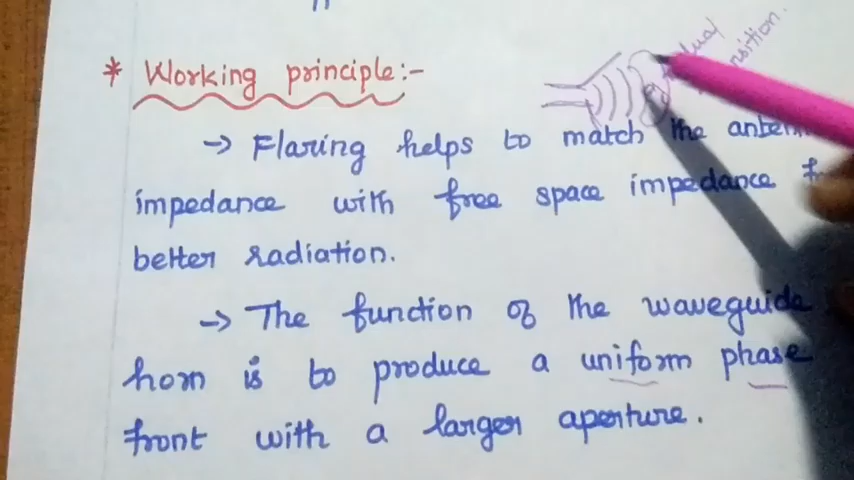 * Working principle:-
→ Flaring helps to match the
impedance with free space impedance
better radiation.
→ The function of the waveguide
horn is to produce a uniform phase
front with a larger aperture.